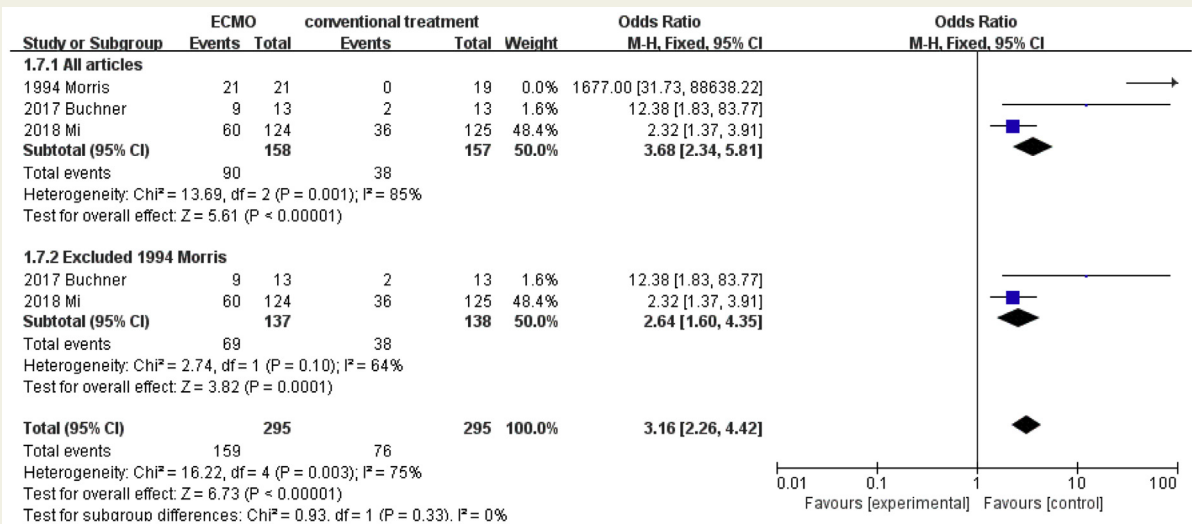 ECMO conventional treatment Odds Ratio Odds Ratio
Study or Subgroup Events Total Events Total Weight M-H, Fixed, 95% CI M-H, Fixed, 95% CI
1.7.1 All articles
1994 Morris 21 21 0 19 0.0% 1677.00 [31.73, 88638.22]
2017 Buchner 9 13 2 13 1.6% 12.38 [1.83, 83.77]
2018 Mi 60 124 36 125 48.4% 2.32 [1.37, 3.91]
Subtotal (95% CI) 158 157 50.0% 3.68 [2.34, 5.81]
Total events 90 38
Heterogeneity: Chi² = 13.69, df = 2 (P = 0.001); I² = 85%
Test for overall effect: Z = 5.61 (P < 0.00001)
1.7.2 Excluded 1994 Morris
2017 Buchner 9 13 2 13 1.6% 12.38 [1.83, 83.77]
2018 Mi 60 124 36 125 48.4% 2.32 [1.37, 3.91]
Subtotal (95% CI) 137 138 50.0% 2.64 [1.60, 4.35]
Total events 69 38
Heterogeneity: Chi² = 2.74, df = 1 (P = 0.10); I² = 64%
Test for overall effect: Z = 3.82 (P = 0.0001)
Total (95% CI) 295 295 100.0% 3.16 [2.26, 4.42]
Total events 159 76
Heterogeneity: Chi² = 16.22, df = 4 (P = 0.003); I² = 75%
Test for overall effect: Z = 6.73 (P < 0.00001)
Test for subgroup differences: Chi² = 0.93, df = 1 (P = 0.33), I² = 0%
0.01 0.1 1 10 100
Favours [experimental] Favours [control]